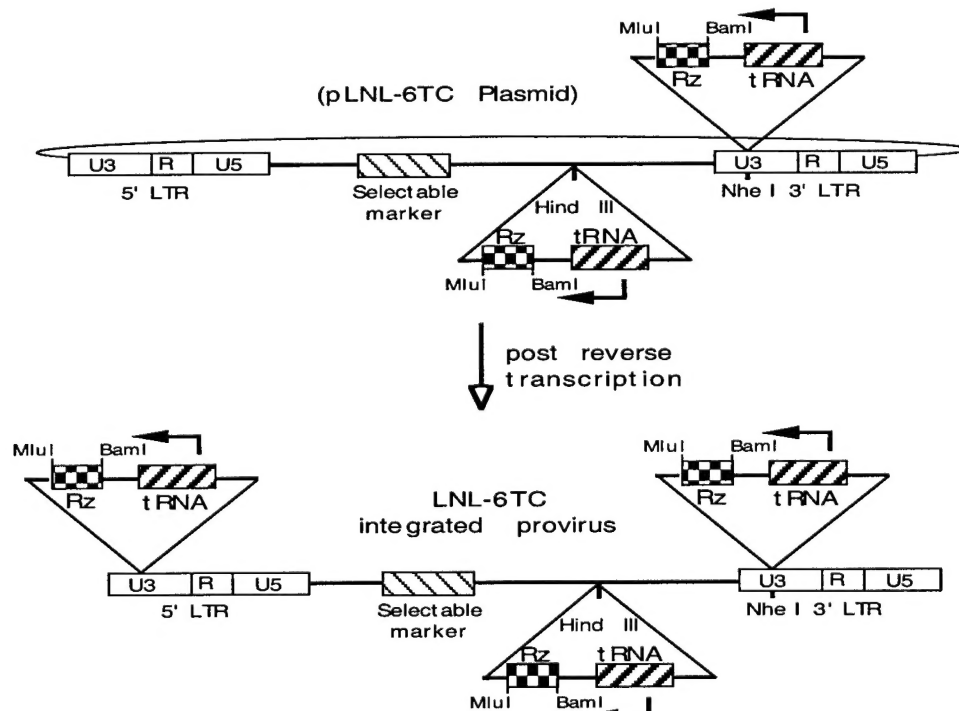 MluI BamI
Rz tRNA
(pLNL-6TC Plasmid)
U3 R U5
U3 R U5
5' LTR
Selectable
marker
Nhe I 3' LTR
Hind III
Rz tRNA
MluI BamI
post reverse
transcription
MluI BamI
Rz tRNA
MluI BamI
Rz tRNA
LNL-6TC
integrated provirus
U3 R U5
U3 R U5
5' LTR
Selectable
marker
Nhe I 3' LTR
Hind III
Rz tRNA
MluI BamI